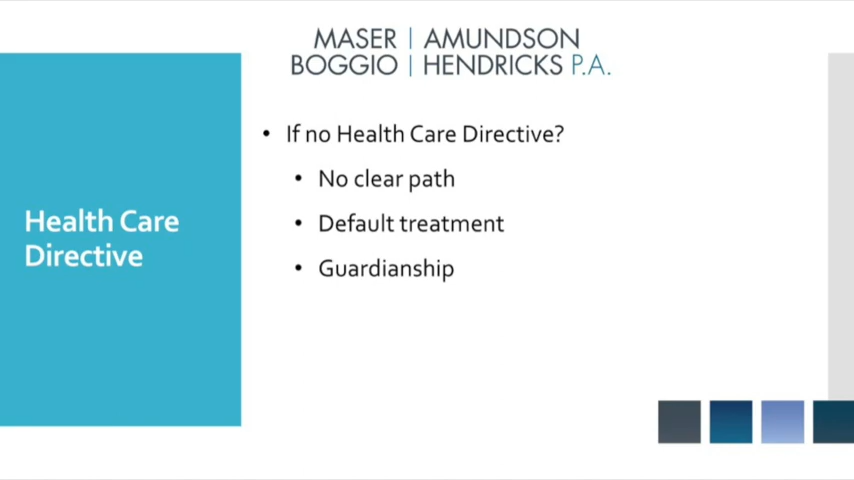 MASER | AMUNDSON
BOGGIO | HENDRICKS P.A.
Health Care
Directive
• If no Health Care Directive?
• No clear path
• Default treatment
• Guardianship